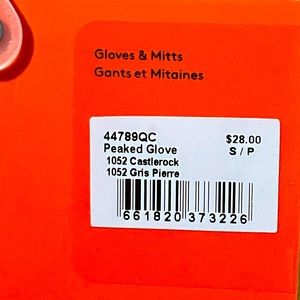 Gloves & Mitts
Gants et Mitaines
44789QC $28.00
Peaked Glove S / P
1052 Castlerock
1052 Gris Pierre
661820 373226